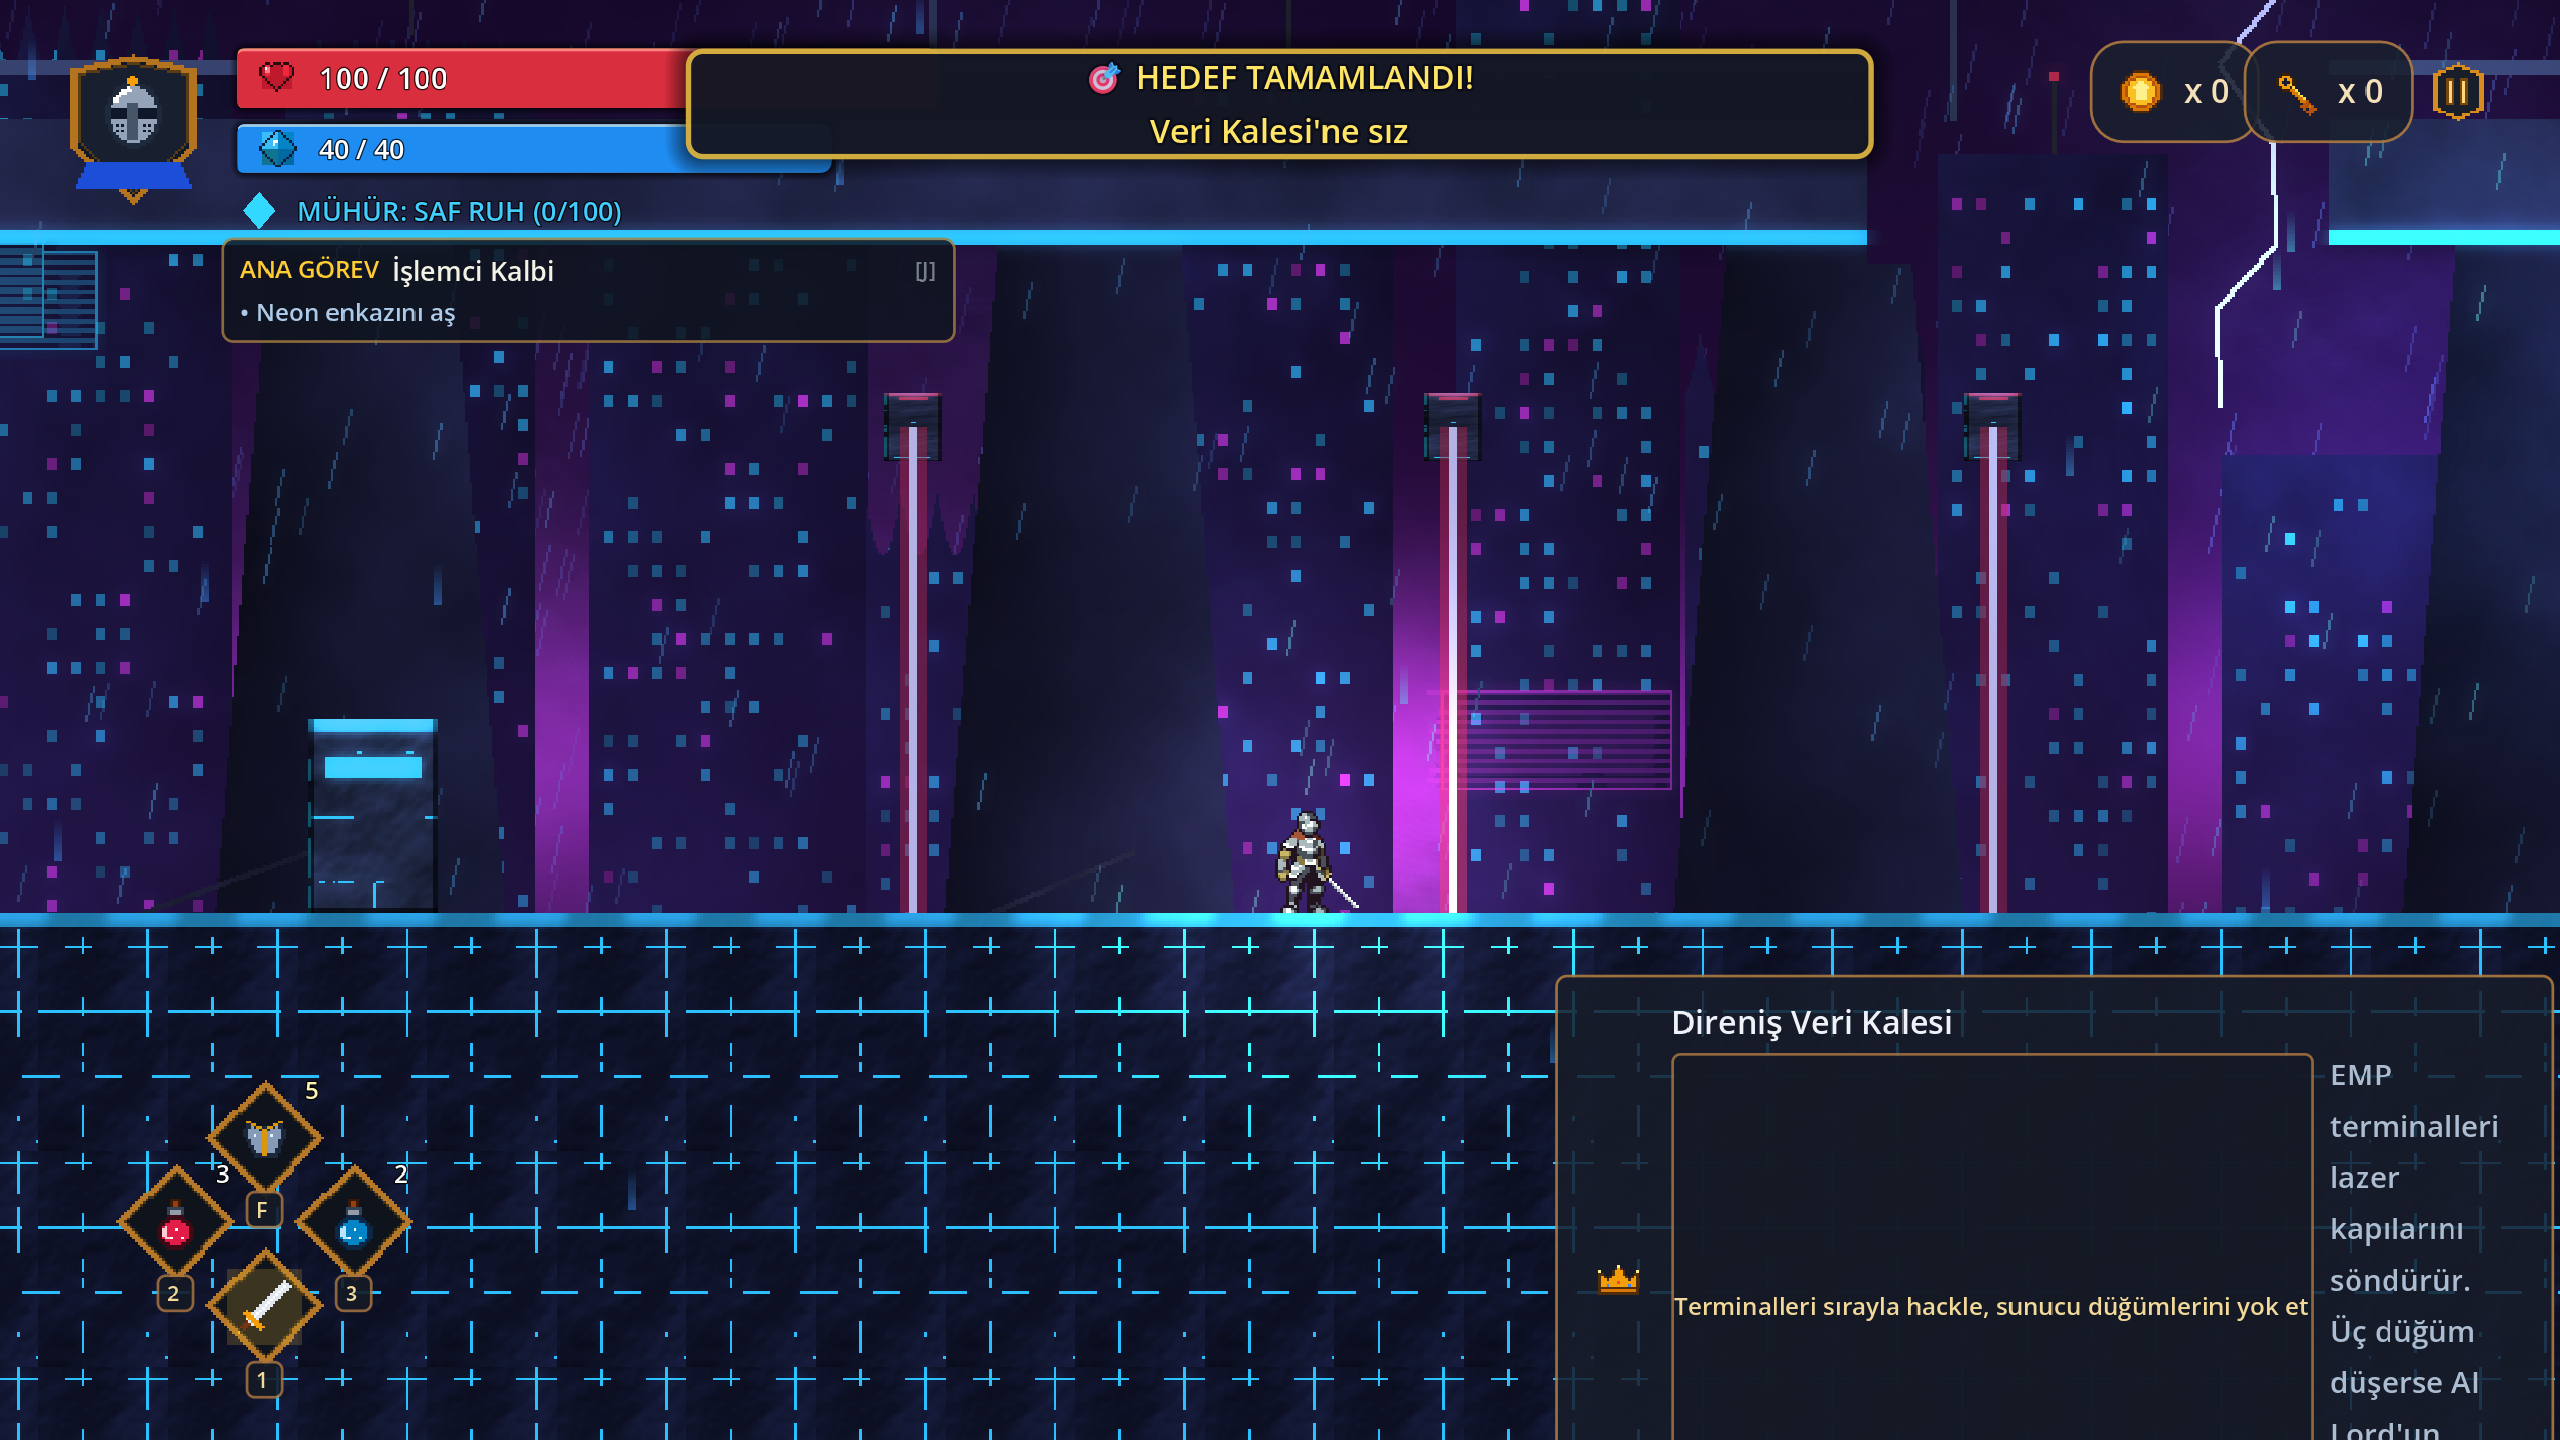 100 / 100
40 / 40
MÜHÜR: SAF RUH (0/100)
HEDEF TAMAMLANDI!
Veri Kalesi'ne sız
x 0
x 0
ANA GÖREV İşlemci Kalbi [J]
• Neon enkazını aş
5
3
2
F
2
3
1
Direniş Veri Kalesi
Terminalleri sırayla hackle, sunucu düğümlerini yok et
EMP
terminalleri
lazer
kapılarını
söndürür.
Üç düğüm
düşerse AI
Lord'un